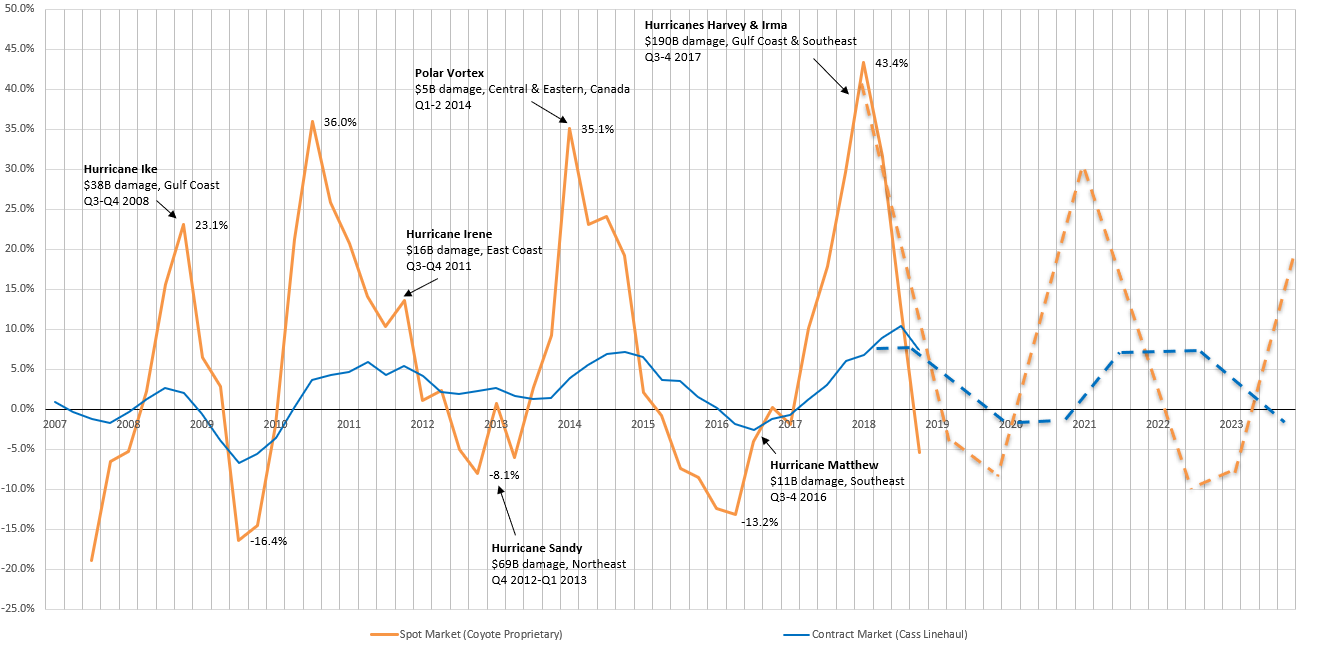 50.0%
45.0%
40.0%
35.0%
30.0%
25.0%
20.0%
15.0%
10.0%
5.0%
0.0%
-5.0%
-10.0%
-15.0%
-20.0%
-25.0%
2007 2008 2009 2010 2011 2012 2013 2014 2015 2016 2017 2018 2019 2020 2021 2022 2023
Hurricane Ike
$38B damage, Gulf Coast
Q3-Q4 2008
23.1%
-16.4%
36.0%
Hurricane Irene
$16B damage, East Coast
Q3-Q4 2011
Polar Vortex
$5B damage, Central & Eastern, Canada
Q1-2 2014
35.1%
-8.1%
Hurricane Sandy
$69B damage, Northeast
Q4 2012-Q1 2013
Hurricanes Harvey & Irma
$190B damage, Gulf Coast & Southeast
Q3-4 2017
43.4%
Hurricane Matthew
$11B damage, Southeast
Q3-4 2016
-13.2%
Spot Market (Coyote Proprietary)
Contract Market (Cass Linehaul)